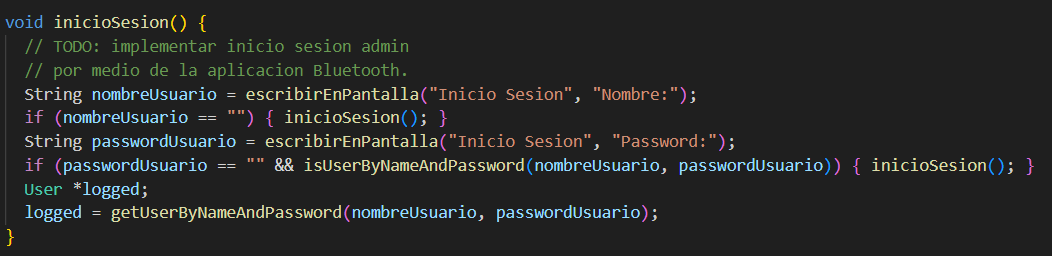 void inicioSesion() {
// TODO: implementar inicio sesion admin
// por medio de la aplicacion Bluetooth.
String nombreUsuario = escribirEnPantalla("Inicio Sesion", "Nombre:");
if (nombreUsuario == "") { inicioSesion(); }
String passwordUsuario = escribirEnPantalla("Inicio Sesion", "Password:");
if (passwordUsuario == "" && isUserByNameAndPassword(nombreUsuario, passwordUsuario)) { inicioSesion(); }
User *logged;
logged = getUserByNameAndPassword(nombreUsuario, passwordUsuario);
}